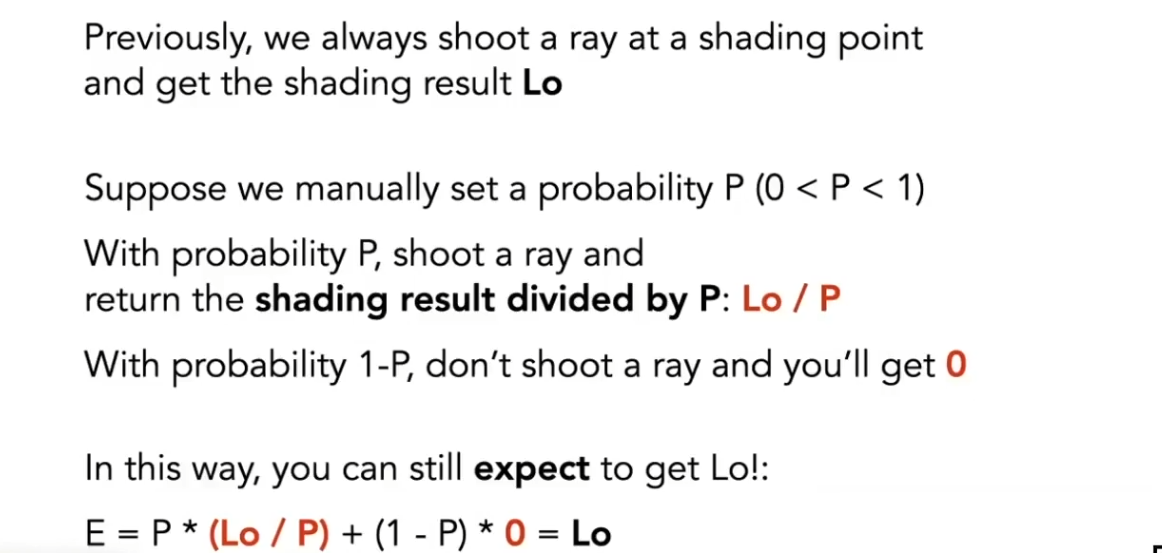 Previously, we always shoot a ray at a shading point
and get the shading result Lo
Suppose we manually set a probability P (0 < P < 1)
With probability P, shoot a ray and
return the shading result divided by P: Lo / P
With probability 1-P, don’t shoot a ray and you’ll get 0
In this way, you can still expect to get Lo!:
E = P * (Lo / P) + (1 - P) * 0 = Lo